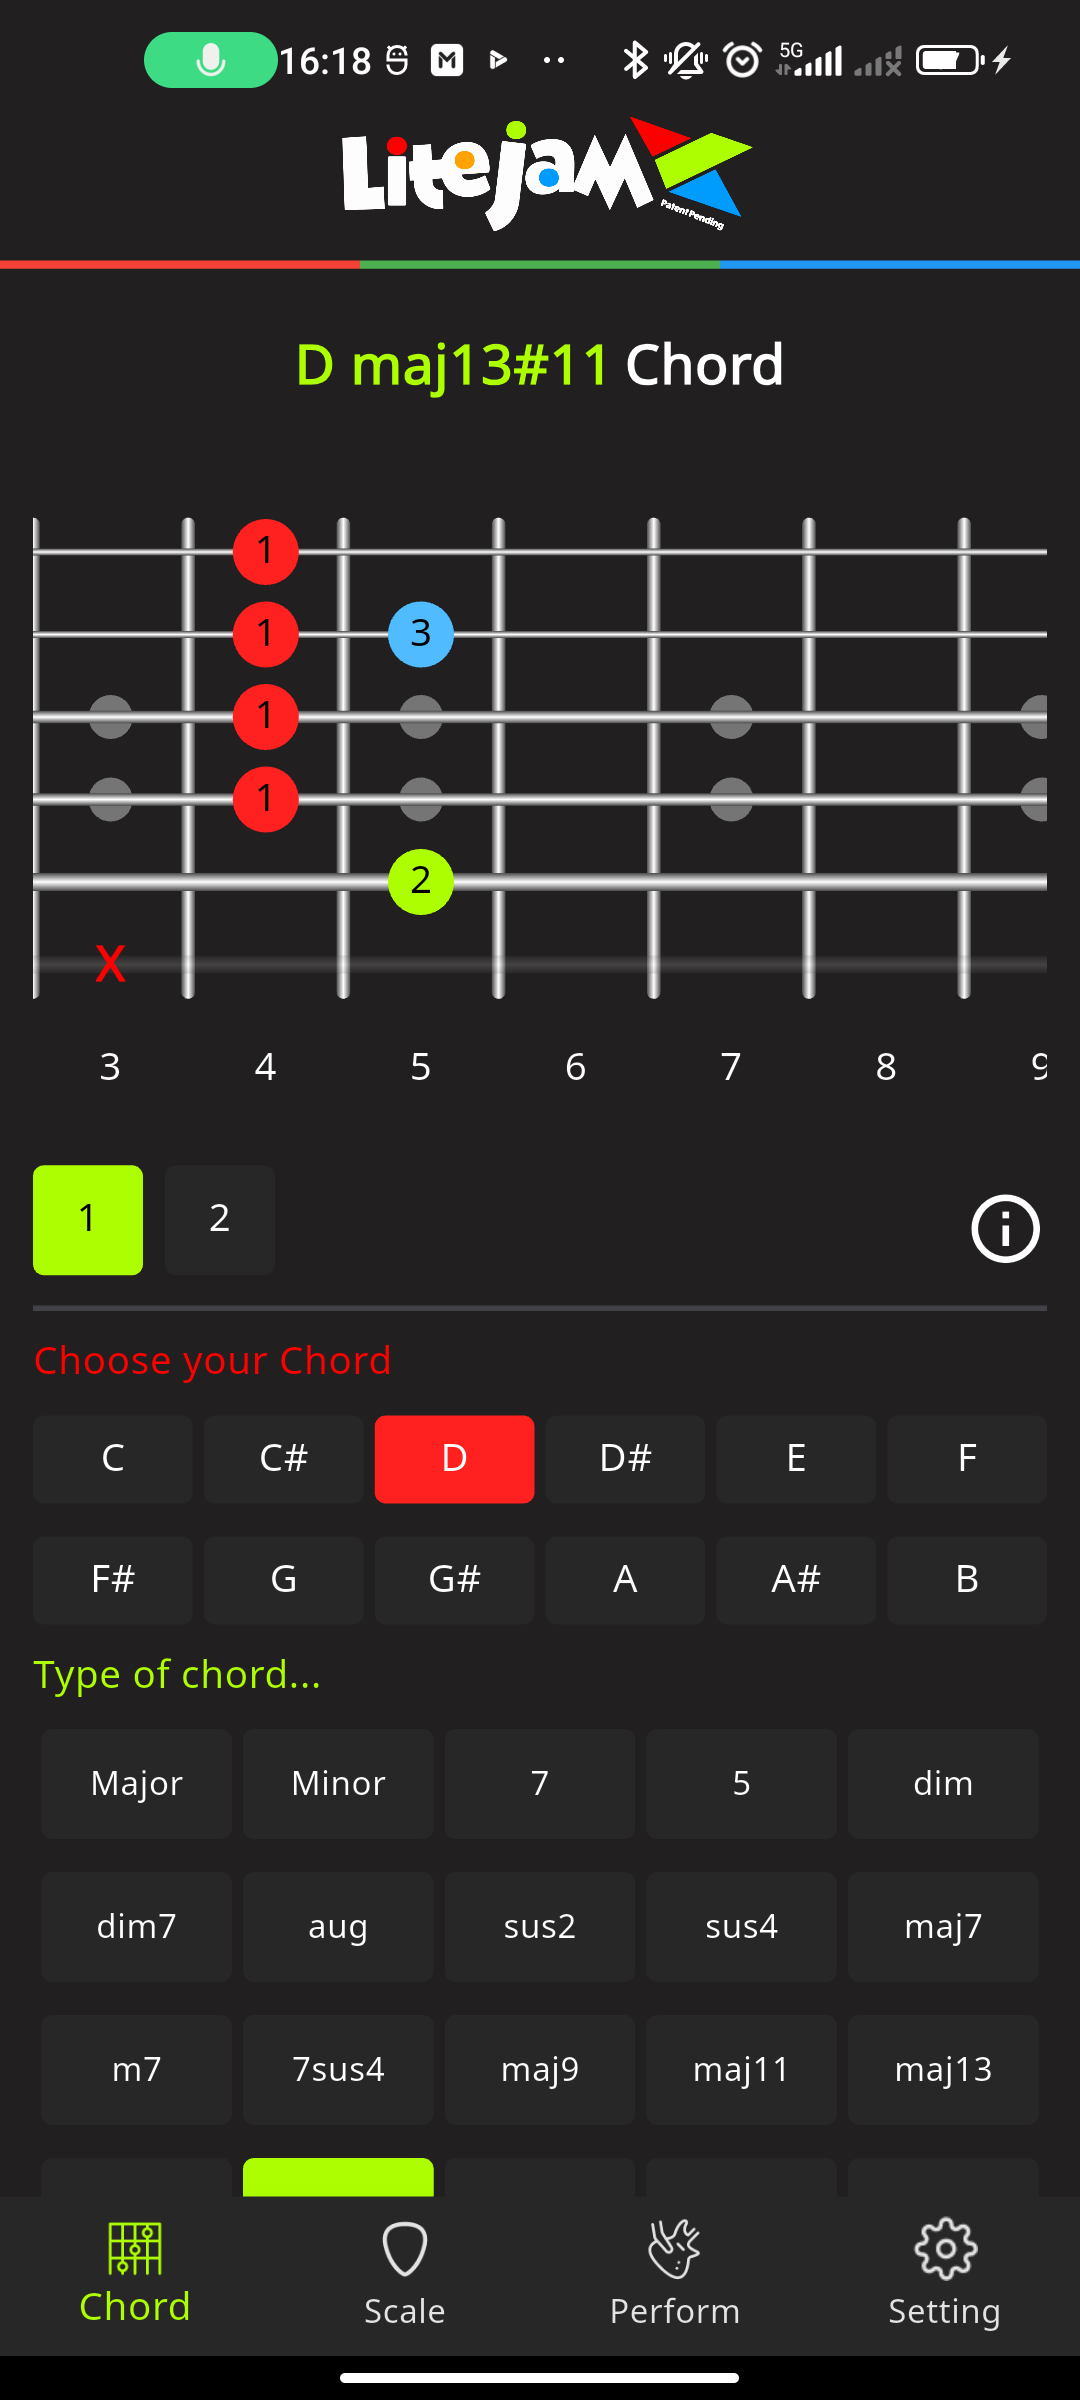 16:18 5G
Litejam
Patent Pending
D maj13#11 Chord
1
1 3
1
1
2
X
3 4 5 6 7 8 9
1 2
Choose your Chord
C C# D D# E F
F# G G# A A# B
Type of chord...
Major Minor 7 5 dim
dim7 aug sus2 sus4 maj7
m7 7sus4 maj9 maj11 maj13
Chord Scale Perform Setting